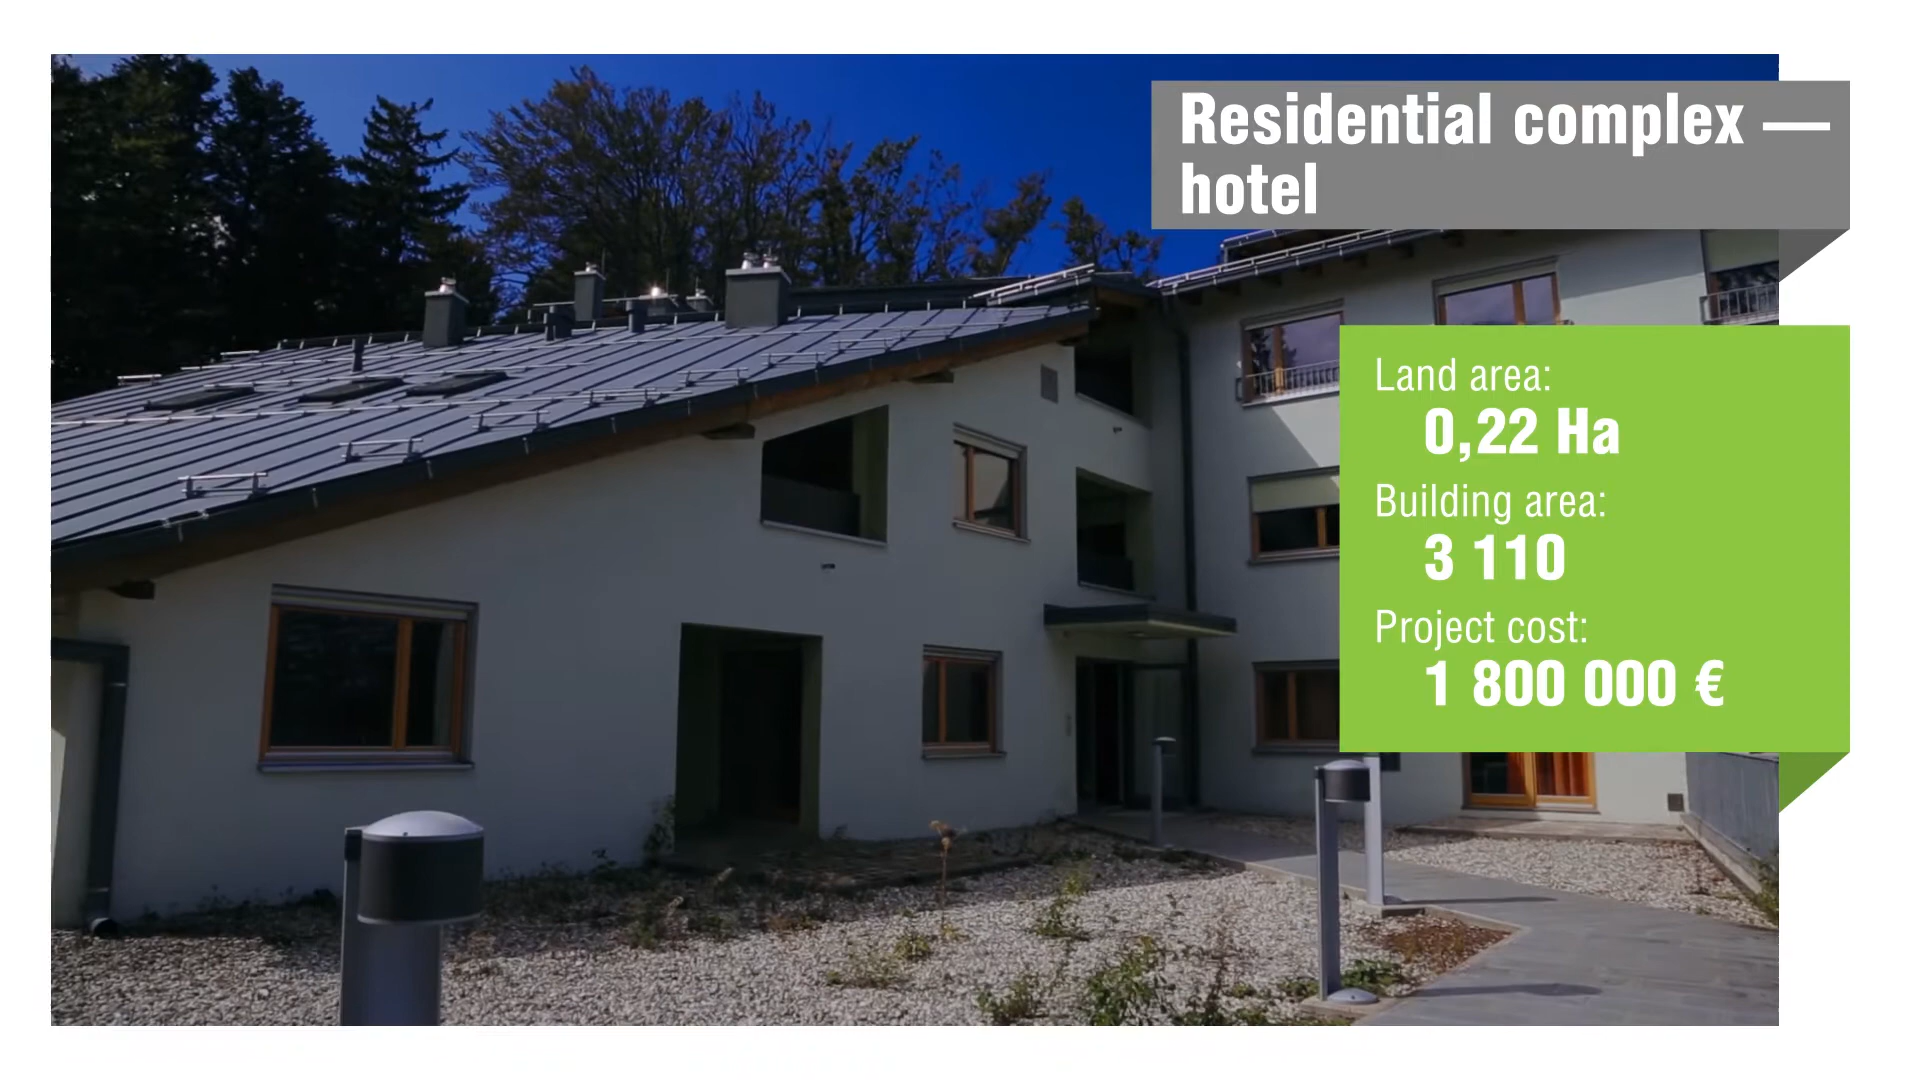 Residential complex —
hotel
Land area:
0,22 Ha
Building area:
3 110
Project cost:
1 800 000 €